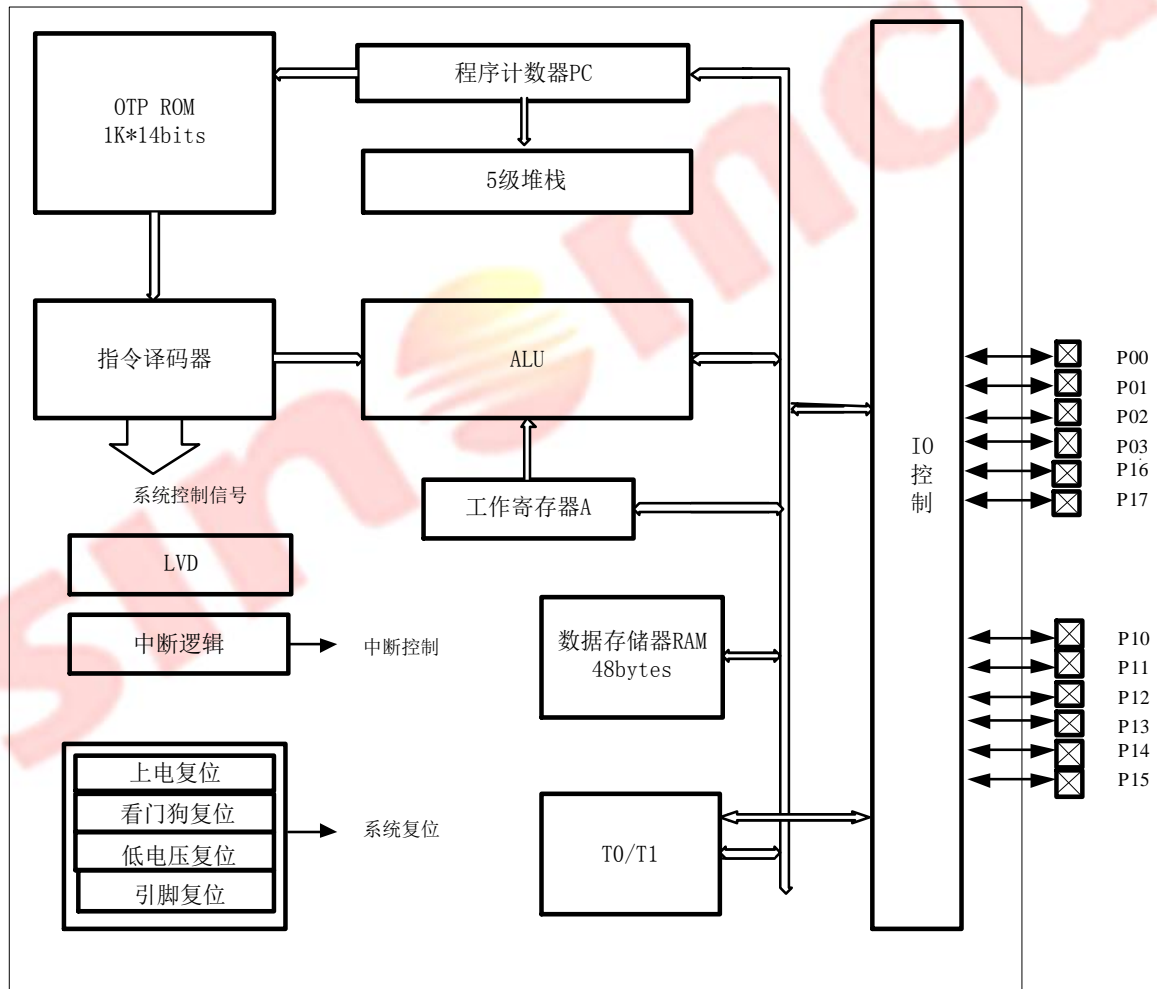 程序计数器PC
OTP ROM
1K*14bits
5级堆栈
指令译码器
ALU
系统控制信号
工作寄存器A
LVD
中断逻辑
中断控制
数据存储器RAM
48bytes
上电复位
看门狗复位
低电压复位
引脚复位
系统复位
T0/T1
IO
控
制
P00
P01
P02
P03
P16
P17
P10
P11
P12
P13
P14
P15
sinomcu